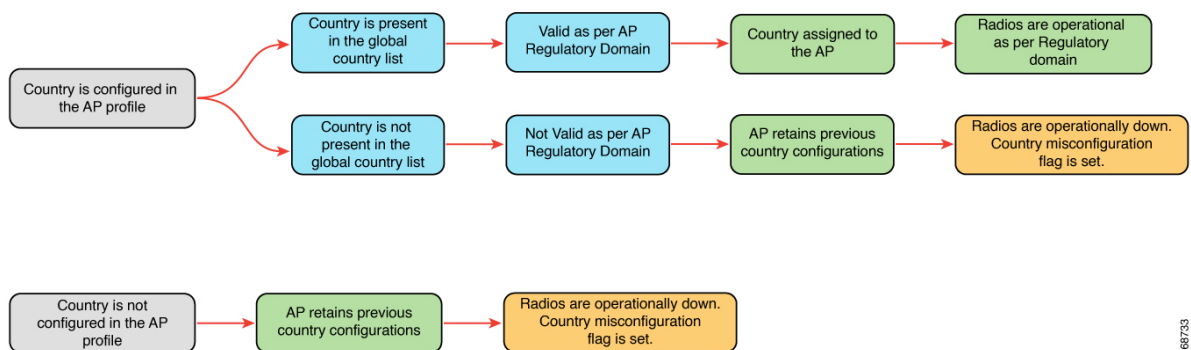 Country is present
in the global
country list
Valid as per AP
Regulatory Domain
Country assigned to
the AP
Radios are operational
as per Regulatory
domain
Country is configured in
the AP profile
Country is not
present in the
global country list
Not Valid as per AP
Regulatory Domain
AP retains previous
country configurations
Radios are operationally down.
Country misconfiguration
flag is set.
Country is not
configured in the AP
profile
AP retains previous
country configurations
Radios are operationally down.
Country misconfiguration
flag is set.
68733